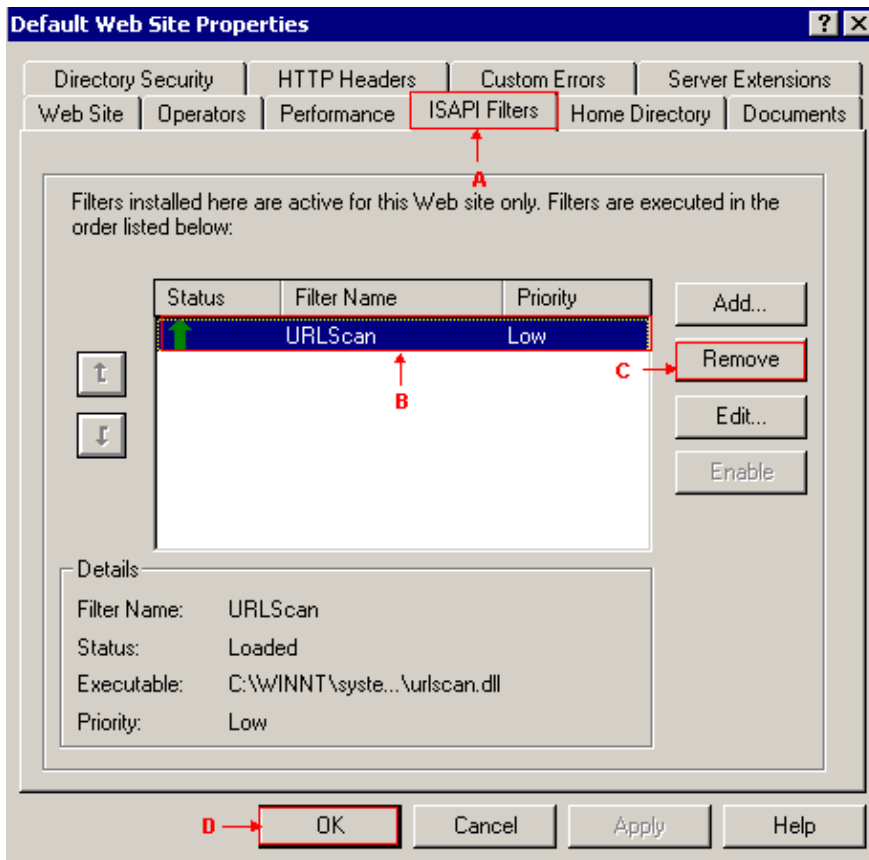 Default Web Site Properties ? X
Directory Security HTTP Headers Custom Errors Server Extensions
Web Site Operators Performance ISAPI Filters Home Directory Documents
A
Filters installed here are active for this Web site only. Filters are executed in the
order listed below:
Status Filter Name Priority
Add...
URLScan Low
C Remove
B
Edit...
Enable
Details
Filter Name: URLScan
Status: Loaded
Executable: C:\WINNT\syste...\urlscan.dll
Priority: Low
D OK Cancel Apply Help